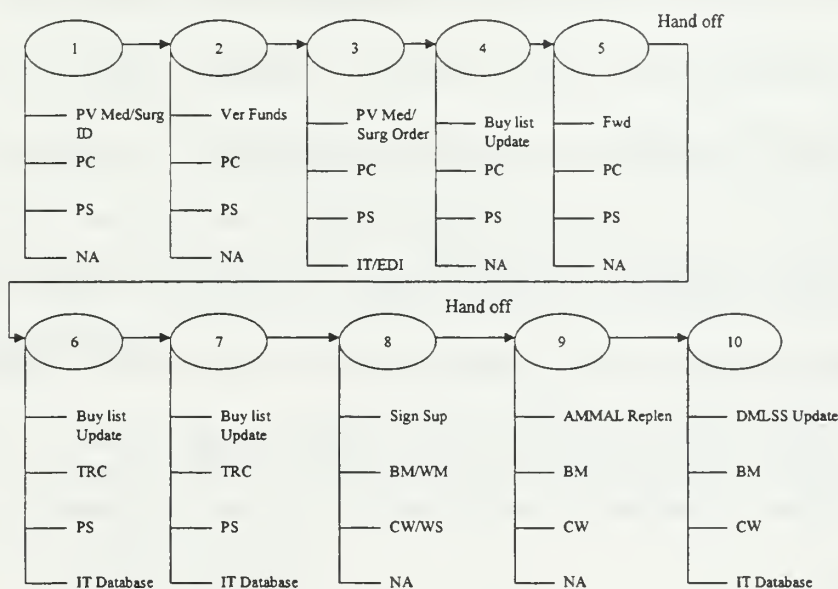 Hand off
1
2
3
4
5
PV Med/Surg
ID
PC
PS
NA
Ver Funds
PC
PS
NA
PV Med/
Surg Order
PC
PS
IT/EDI
Buy list
Update
PC
PS
NA
Fwd
PC
PS
NA
Hand off
6
7
8
9
10
Buy list
Update
TRC
PS
IT Database
Buy list
Update
TRC
PS
IT Database
Sign Sup
BM/WM
CW/WS
NA
AMMAL Replen
BM
CW
NA
DMLSS Update
BM
CW
IT Database